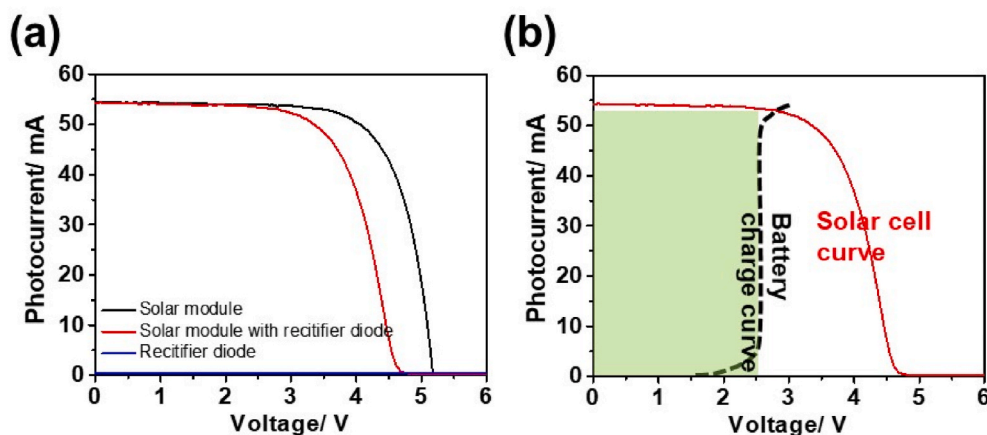 (a)
Photocurrent/ mA
60
50
40
30
20
10
0
Solar module
Solar module with recitifier diode
Recitifier diode
0 1 2 3 4 5 6
Voltage/ V
(b)
Photocurrent/ mA
60
50
40
30
20
10
0
Battery
charge curve
Solar cell
curve
0 1 2 3 4 5 6
Voltage/ V